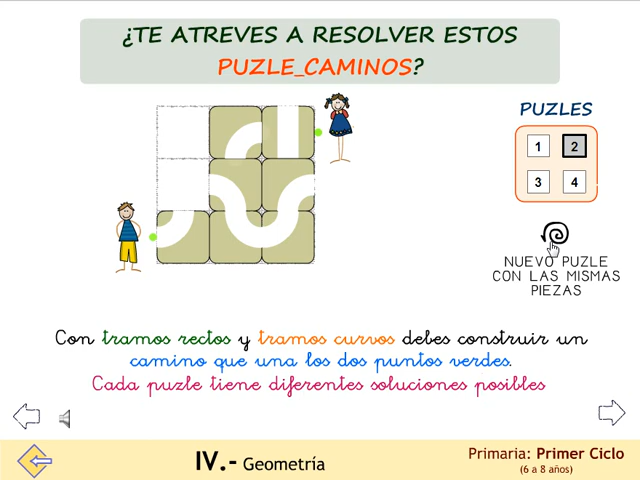 ¿TE ATREVES A RESOLVER ESTOS
PUZLE_CAMINOS?
PUZLES
1 2
3 4
NUEVO PUZLE
CON LAS MISMAS
PIEZAS
Con tramos rectos y tramos curvos debes construir un
camino que una los dos puntos verdes.
Cada puzle tiene diferentes soluciones posibles
IV.- Geometría
Primaria: Primer Ciclo
(6 a 8 años)